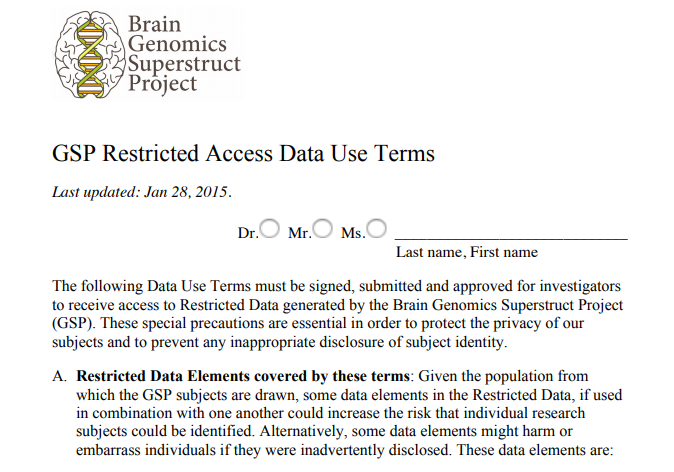 Brain
Genomics
Superstruct
Project
GSP Restricted Access Data Use Terms
Last updated: Jan 28, 2015.
Dr. Mr. Ms. ______________________________
Last name, First name
The following Data Use Terms must be signed, submitted and approved for investigators
to receive access to Restricted Data generated by the Brain Genomics Superstruct Project
(GSP). These special precautions are essential in order to protect the privacy of our
subjects and to prevent any inappropriate disclosure of subject identity.
A. Restricted Data Elements covered by these terms: Given the population from
which the GSP subjects are drawn, some data elements in the Restricted Data, if used
in combination with one another could increase the risk that individual research
subjects could be identified. Alternatively, some data elements might harm or
embarrass individuals if they were inadvertently disclosed. These data elements are: